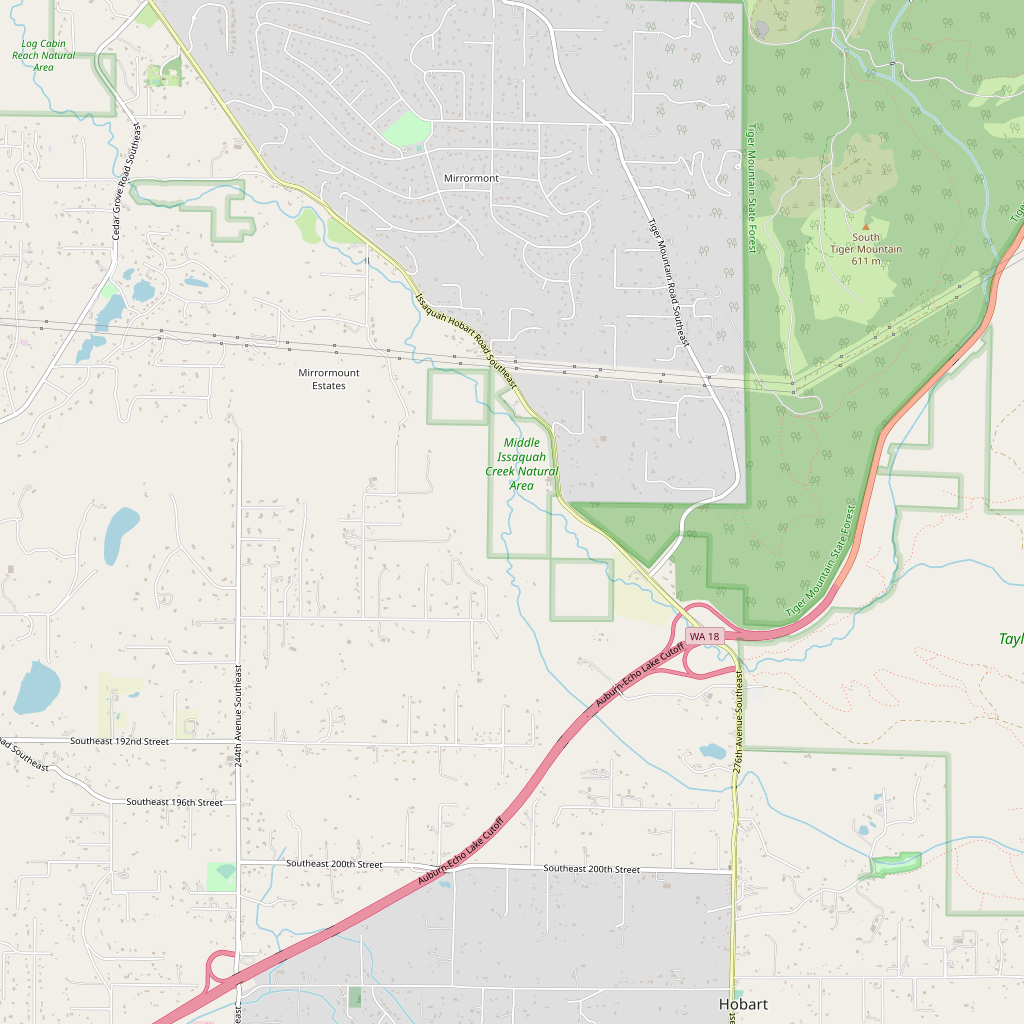 Log Cabin
Reach Natural
Area
Cedar Grove Road Southeast
Mirrormont
Tiger Mountain State Forest
Tiger Mountain Road Southeast
South
Tiger Mountain
611 m
Issaquah Hobart Road Southeast
Mirrormount
Estates
Middle
Issaquah
Creek Natural
Area
Tiger Mountain State Forest
WA 18
Auburn-Echo Lake Cutoff
244th Avenue Southeast
276th Avenue Southeast
Southeast 192nd Street
Southeast 196th Street
Southeast 200th Street
Southeast 200th Street
Auburn-Echo Lake Cutoff
Hobart